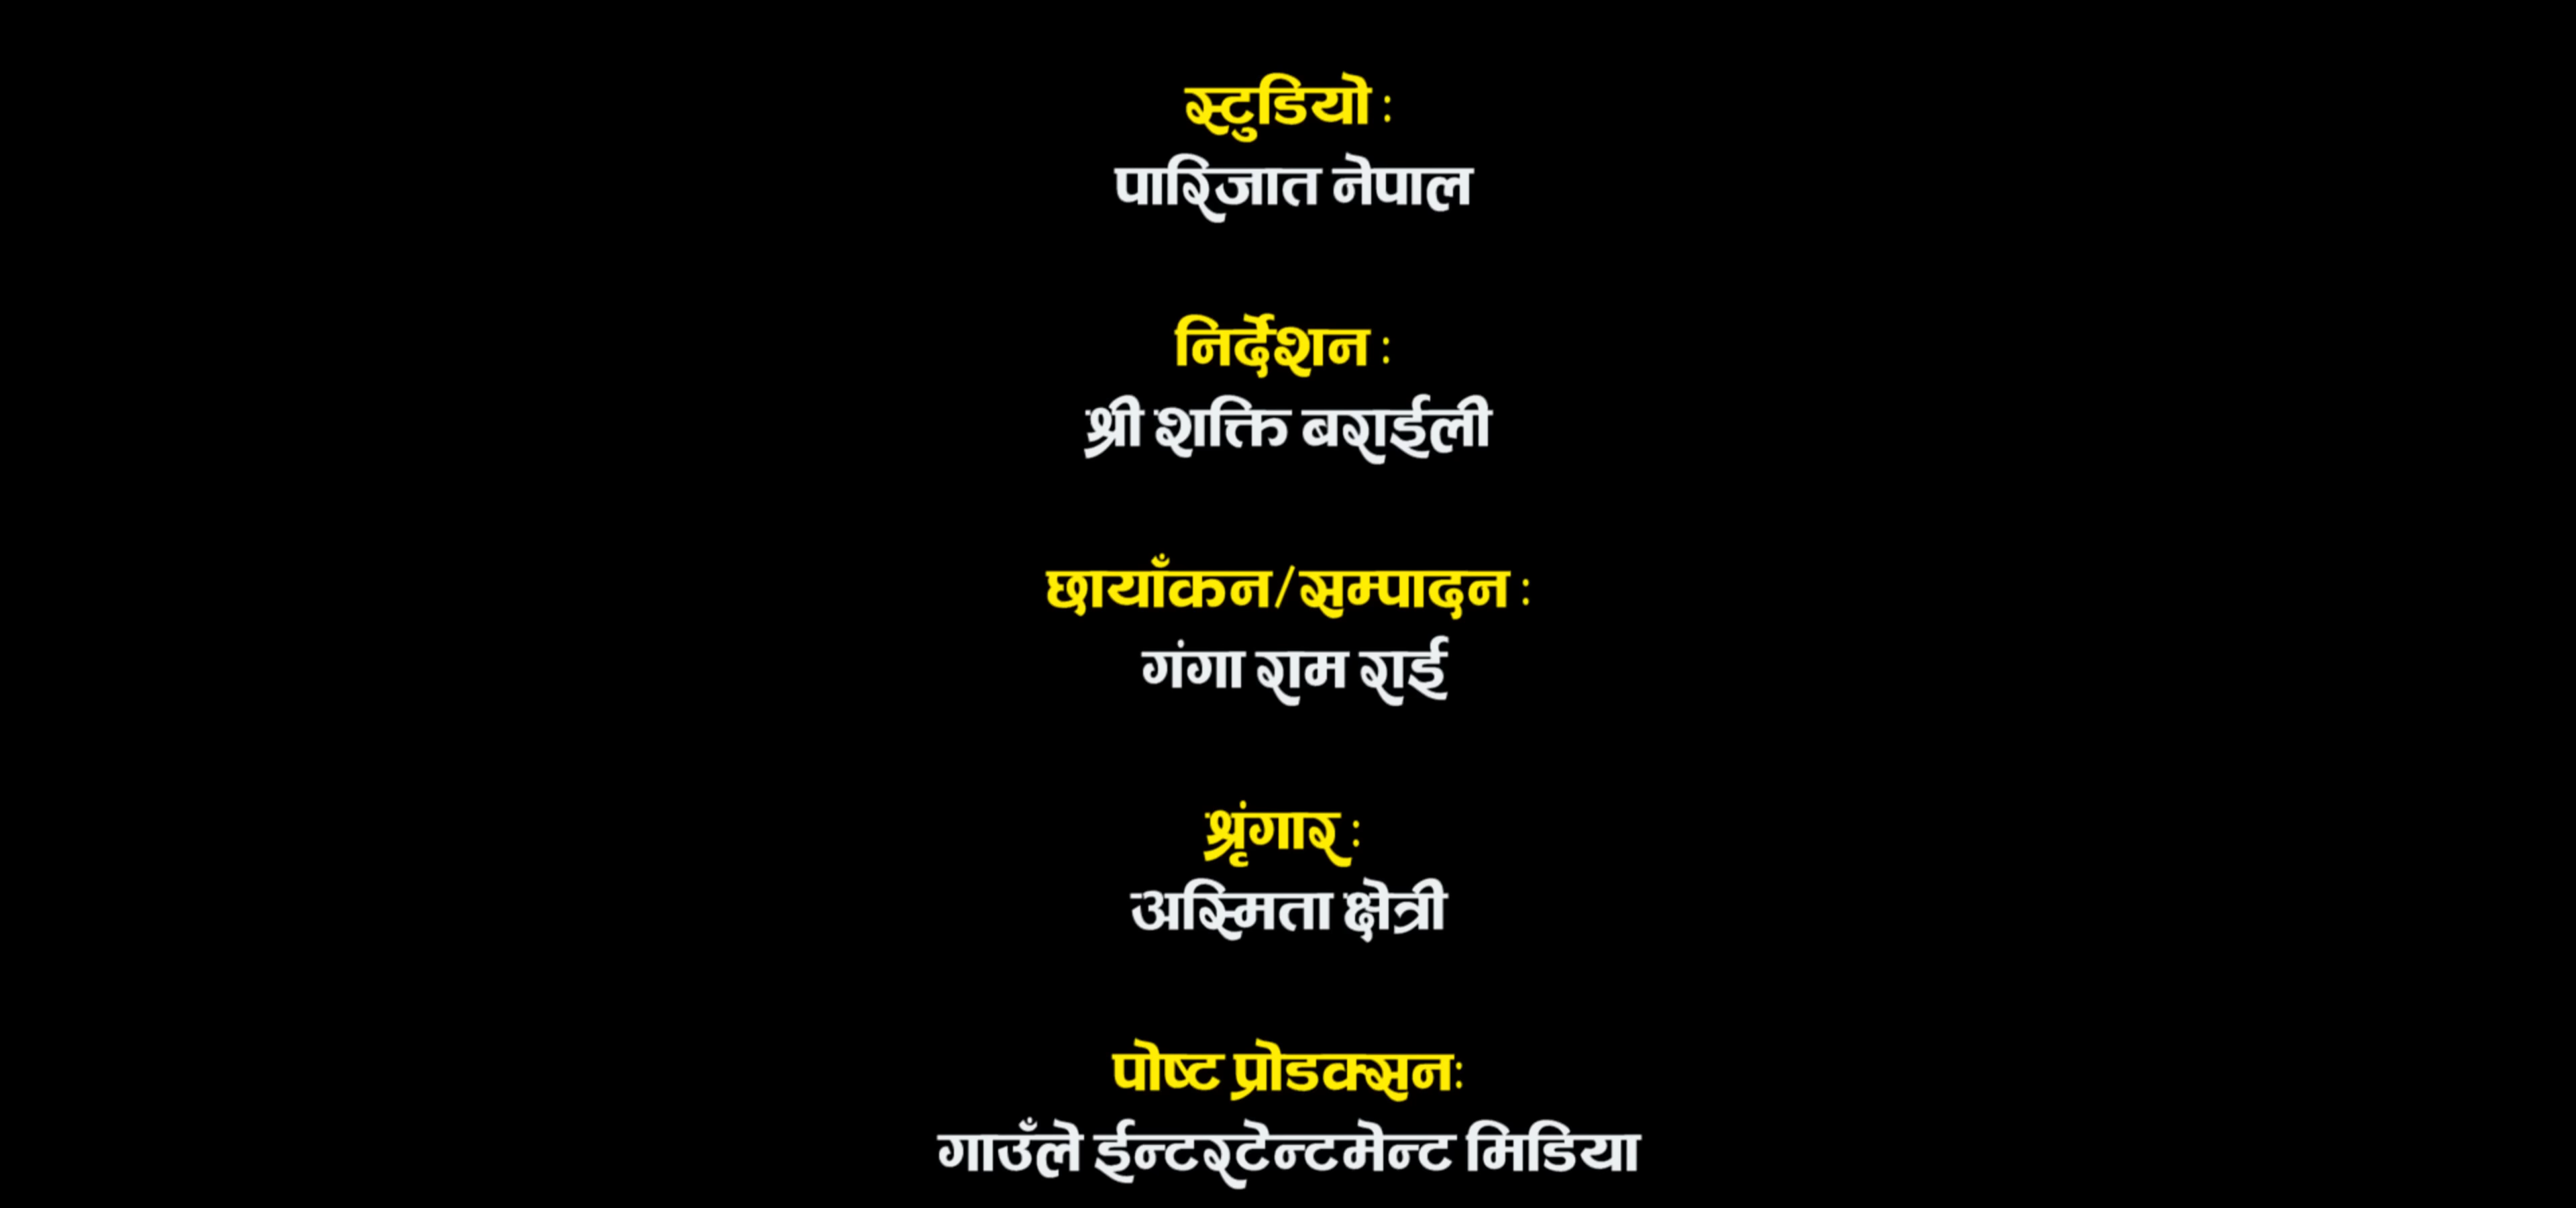 स्टुडियो :
पारिजात नेपाल
निर्देशन :
श्री शक्ति बराईली
छायाँकन/सम्पादन :
गंगा राम राई
श्रृंगार :
अस्मिता क्षेत्री
पोष्ट प्रोडक्सन:
गाउँले ईन्टरटेन्टमेन्ट मिडिया